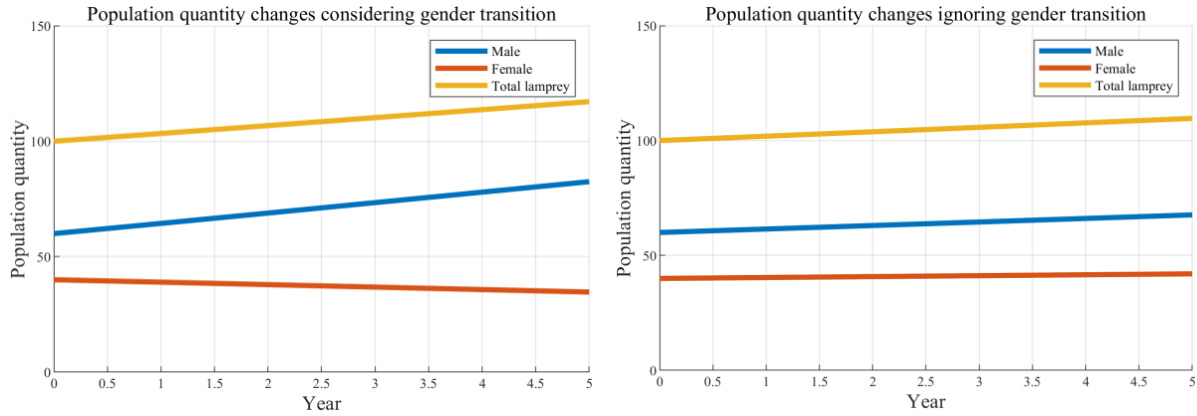 Population quantity changes considering gender transition
150
100
50
0
Population quantity
Male
Female
Total lamprey
0 0.5 1 1.5 2 2.5 3 3.5 4 4.5 5
Year
Population quantity changes ignoring gender transition
150
100
50
0
Population quantity
Male
Female
Total lamprey
0 0.5 1 1.5 2 2.5 3 3.5 4 4.5 5
Year